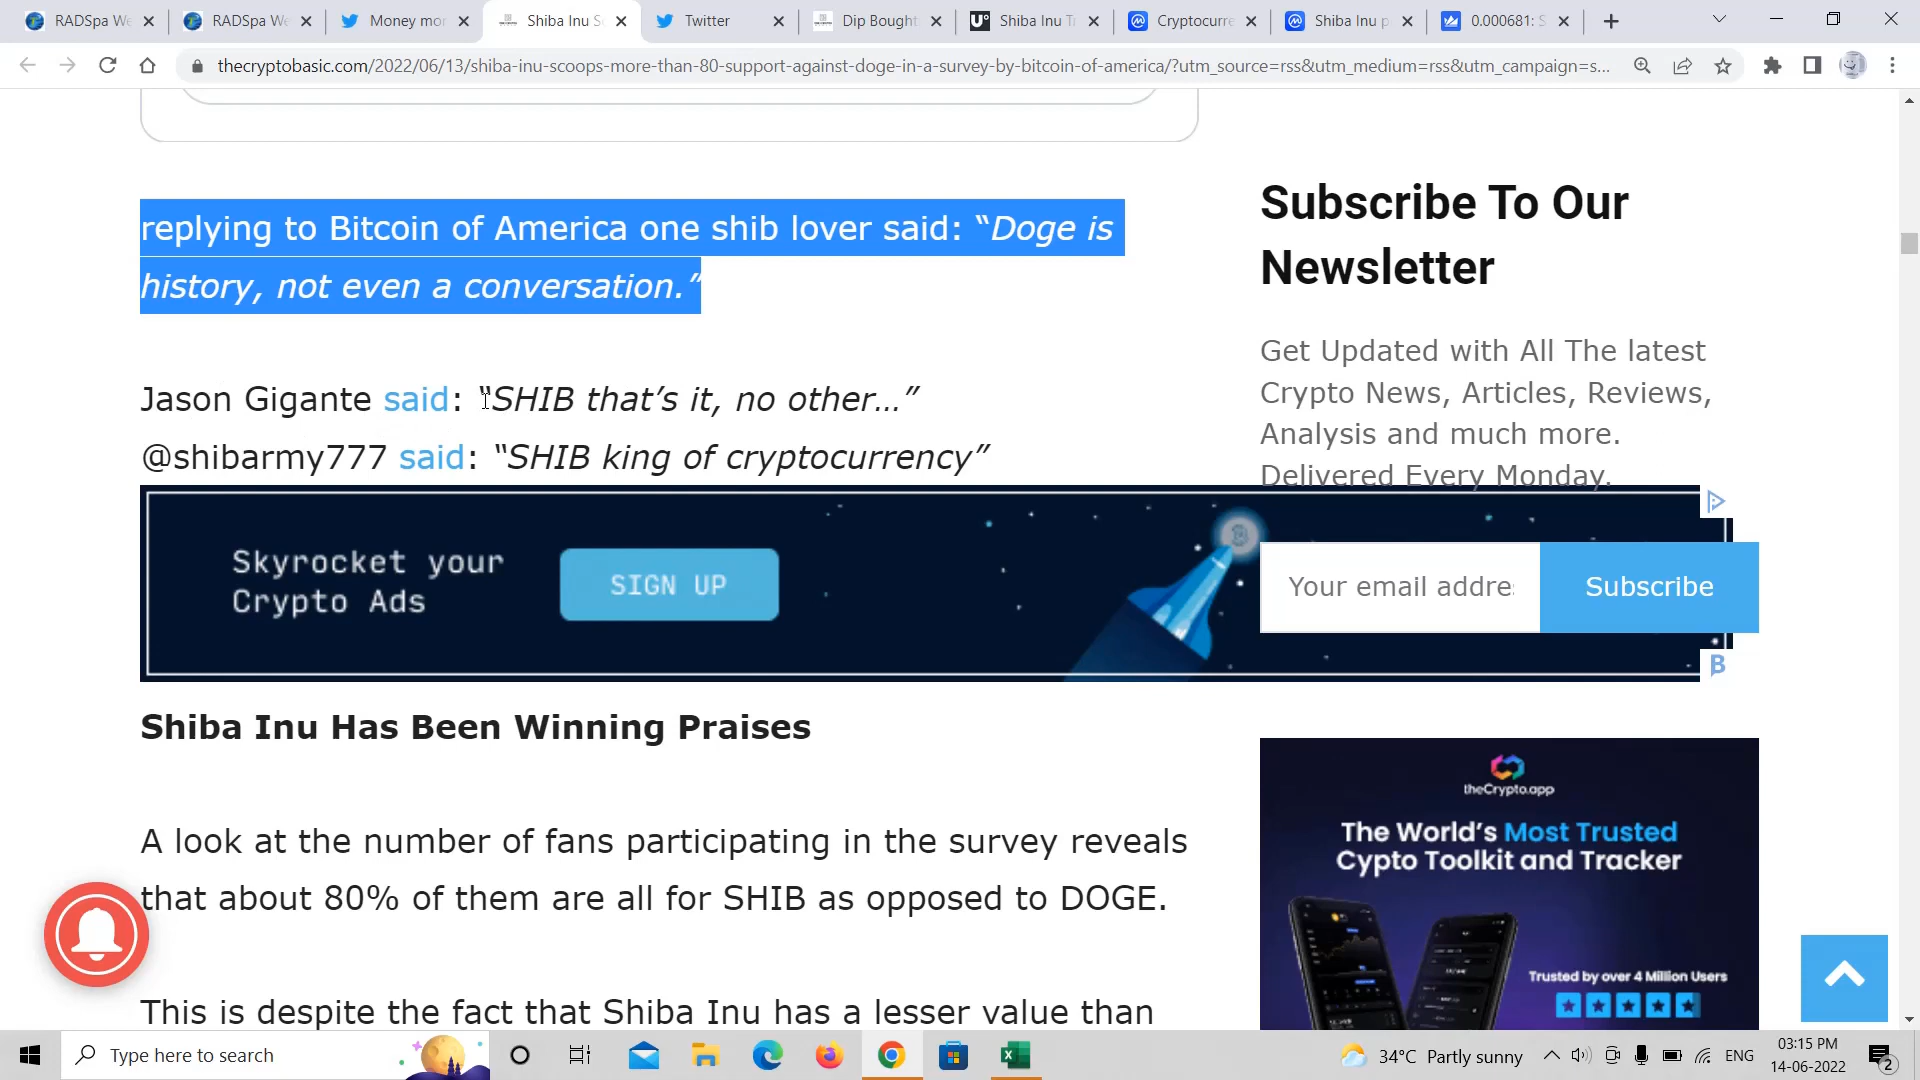 RADSpa We
RADSpa We
Money mo
Shiba Inu S
Twitter
Dip Bought
Shiba Inu T
Cryptocurre
Shiba Inu p
0.000681: S
thecryptobasic.com/2022/06/13/shiba-inu-scoops-more-than-80-support-against-doge-in-a-survey-by-bitcoin-of-america/?utm_source=rss&utm_medium=rss&utm_campaign=s...
replying to Bitcoin of America one shib lover said: “Doge is
history, not even a conversation.”
Jason Gigante said: “SHIB that’s it, no other…”
@shibarmy777 said: “SHIB king of cryptocurrency”
Skyrocket your
Crypto Ads
SIGN UP
Shiba Inu Has Been Winning Praises
A look at the number of fans participating in the survey reveals
that about 80% of them are all for SHIB as opposed to DOGE.
This is despite the fact that Shiba Inu has a lesser value than
Subscribe To Our
Newsletter
Get Updated with All The latest
Crypto News, Articles, Reviews,
Analysis and much more.
Delivered Every Monday.
Your email addre
Subscribe
theCrypto.app
The World’s Most Trusted
Cypto Toolkit and Tracker
Trusted by over 4 Million Users
Type here to search
34°C Partly sunny
ENG
03:15 PM
14-06-2022
2